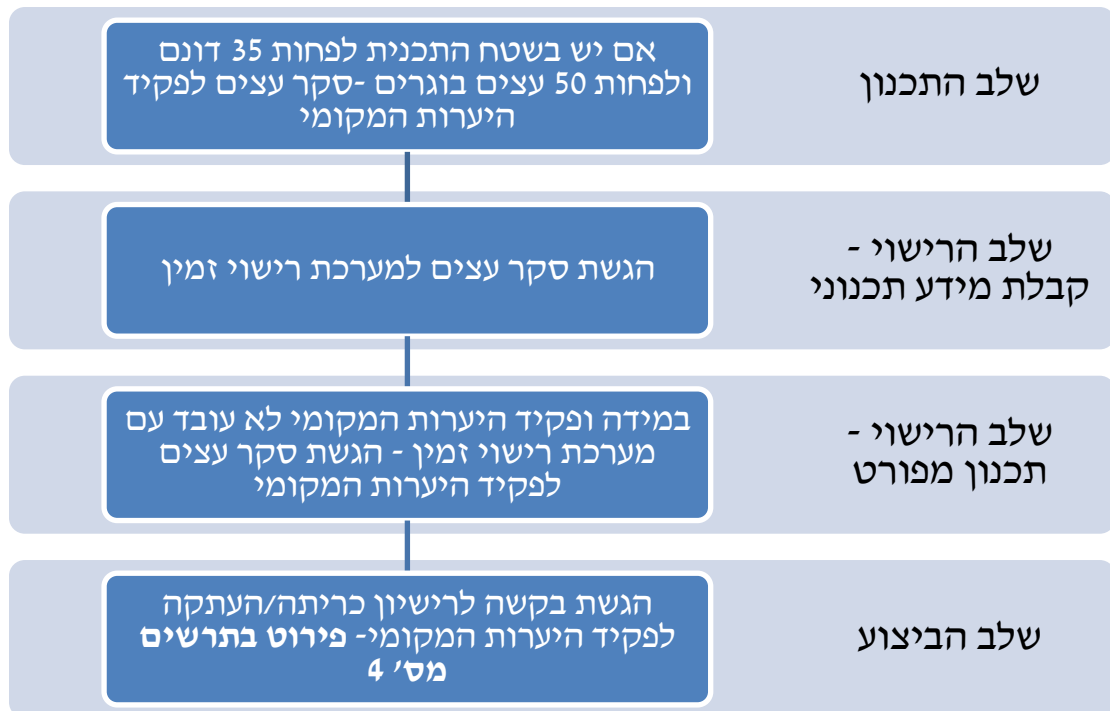 שלב התכנון
אם יש בשטח התכנית לפחות 35 דונם
ולפחות 50 עצים בוגרים -סקר עצים לפקיד
היערות המקומי
שלב הרישוי -
קבלת מידע תכנוני
הגשת סקר עצים למערכת רישוי זמין
שלב הרישוי -
תכנון מפורט
במידה ופקיד היערות המקומי לא עובד עם
מערכת רישוי זמין - הגשת סקר עצים
לפקיד היערות המקומי
שלב הביצוע
הגשת בקשה לרישיון כריתה/העתקה
לפקיד היערות המקומי- פירוט בתרשים
מס' 4